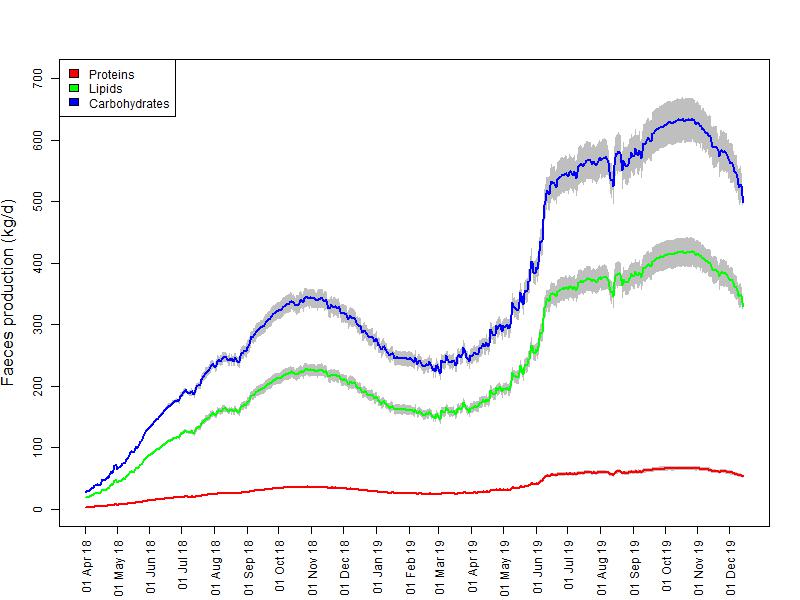 Proteins
Lipids
Carbohydrates
Faeces production (kg/d)
700
600
500
400
300
200
100
0
01 Apr 18
01 May 18
01 Jun 18
01 Jul 18
01 Aug 18
01 Sep 18
01 Oct 18
01 Nov 18
01 Dec 18
01 Jan 19
01 Feb 19
01 Mar 19
01 Apr 19
01 May 19
01 Jun 19
01 Jul 19
01 Aug 19
01 Sep 19
01 Oct 19
01 Nov 19
01 Dec 19